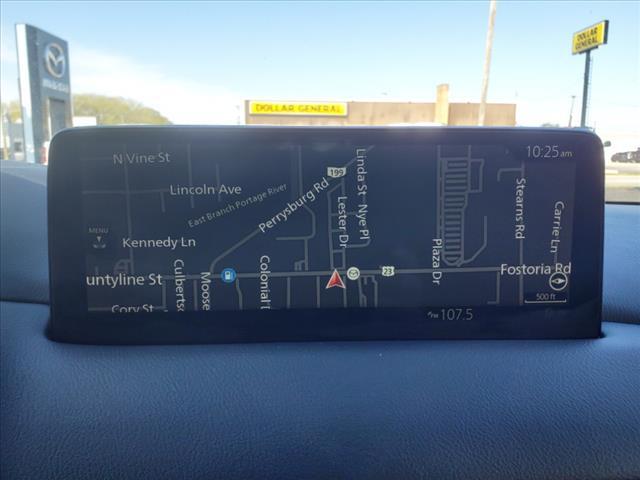 DOLLAR GENERAL
DOLLAR GENERAL
N Vine St
199
Linda St
Nye Pl
10:25 am
Lincoln Ave
East Branch Portage River
Perrysburg Rd
Lester Dr
Stearns Rd
Carrie Ln
MENU
Kennedy Ln
Plaza Dr
untyline St
Culberts
Moose
Colonial
23
Fostoria Rd
Cory St
500 ft
FM 107.5